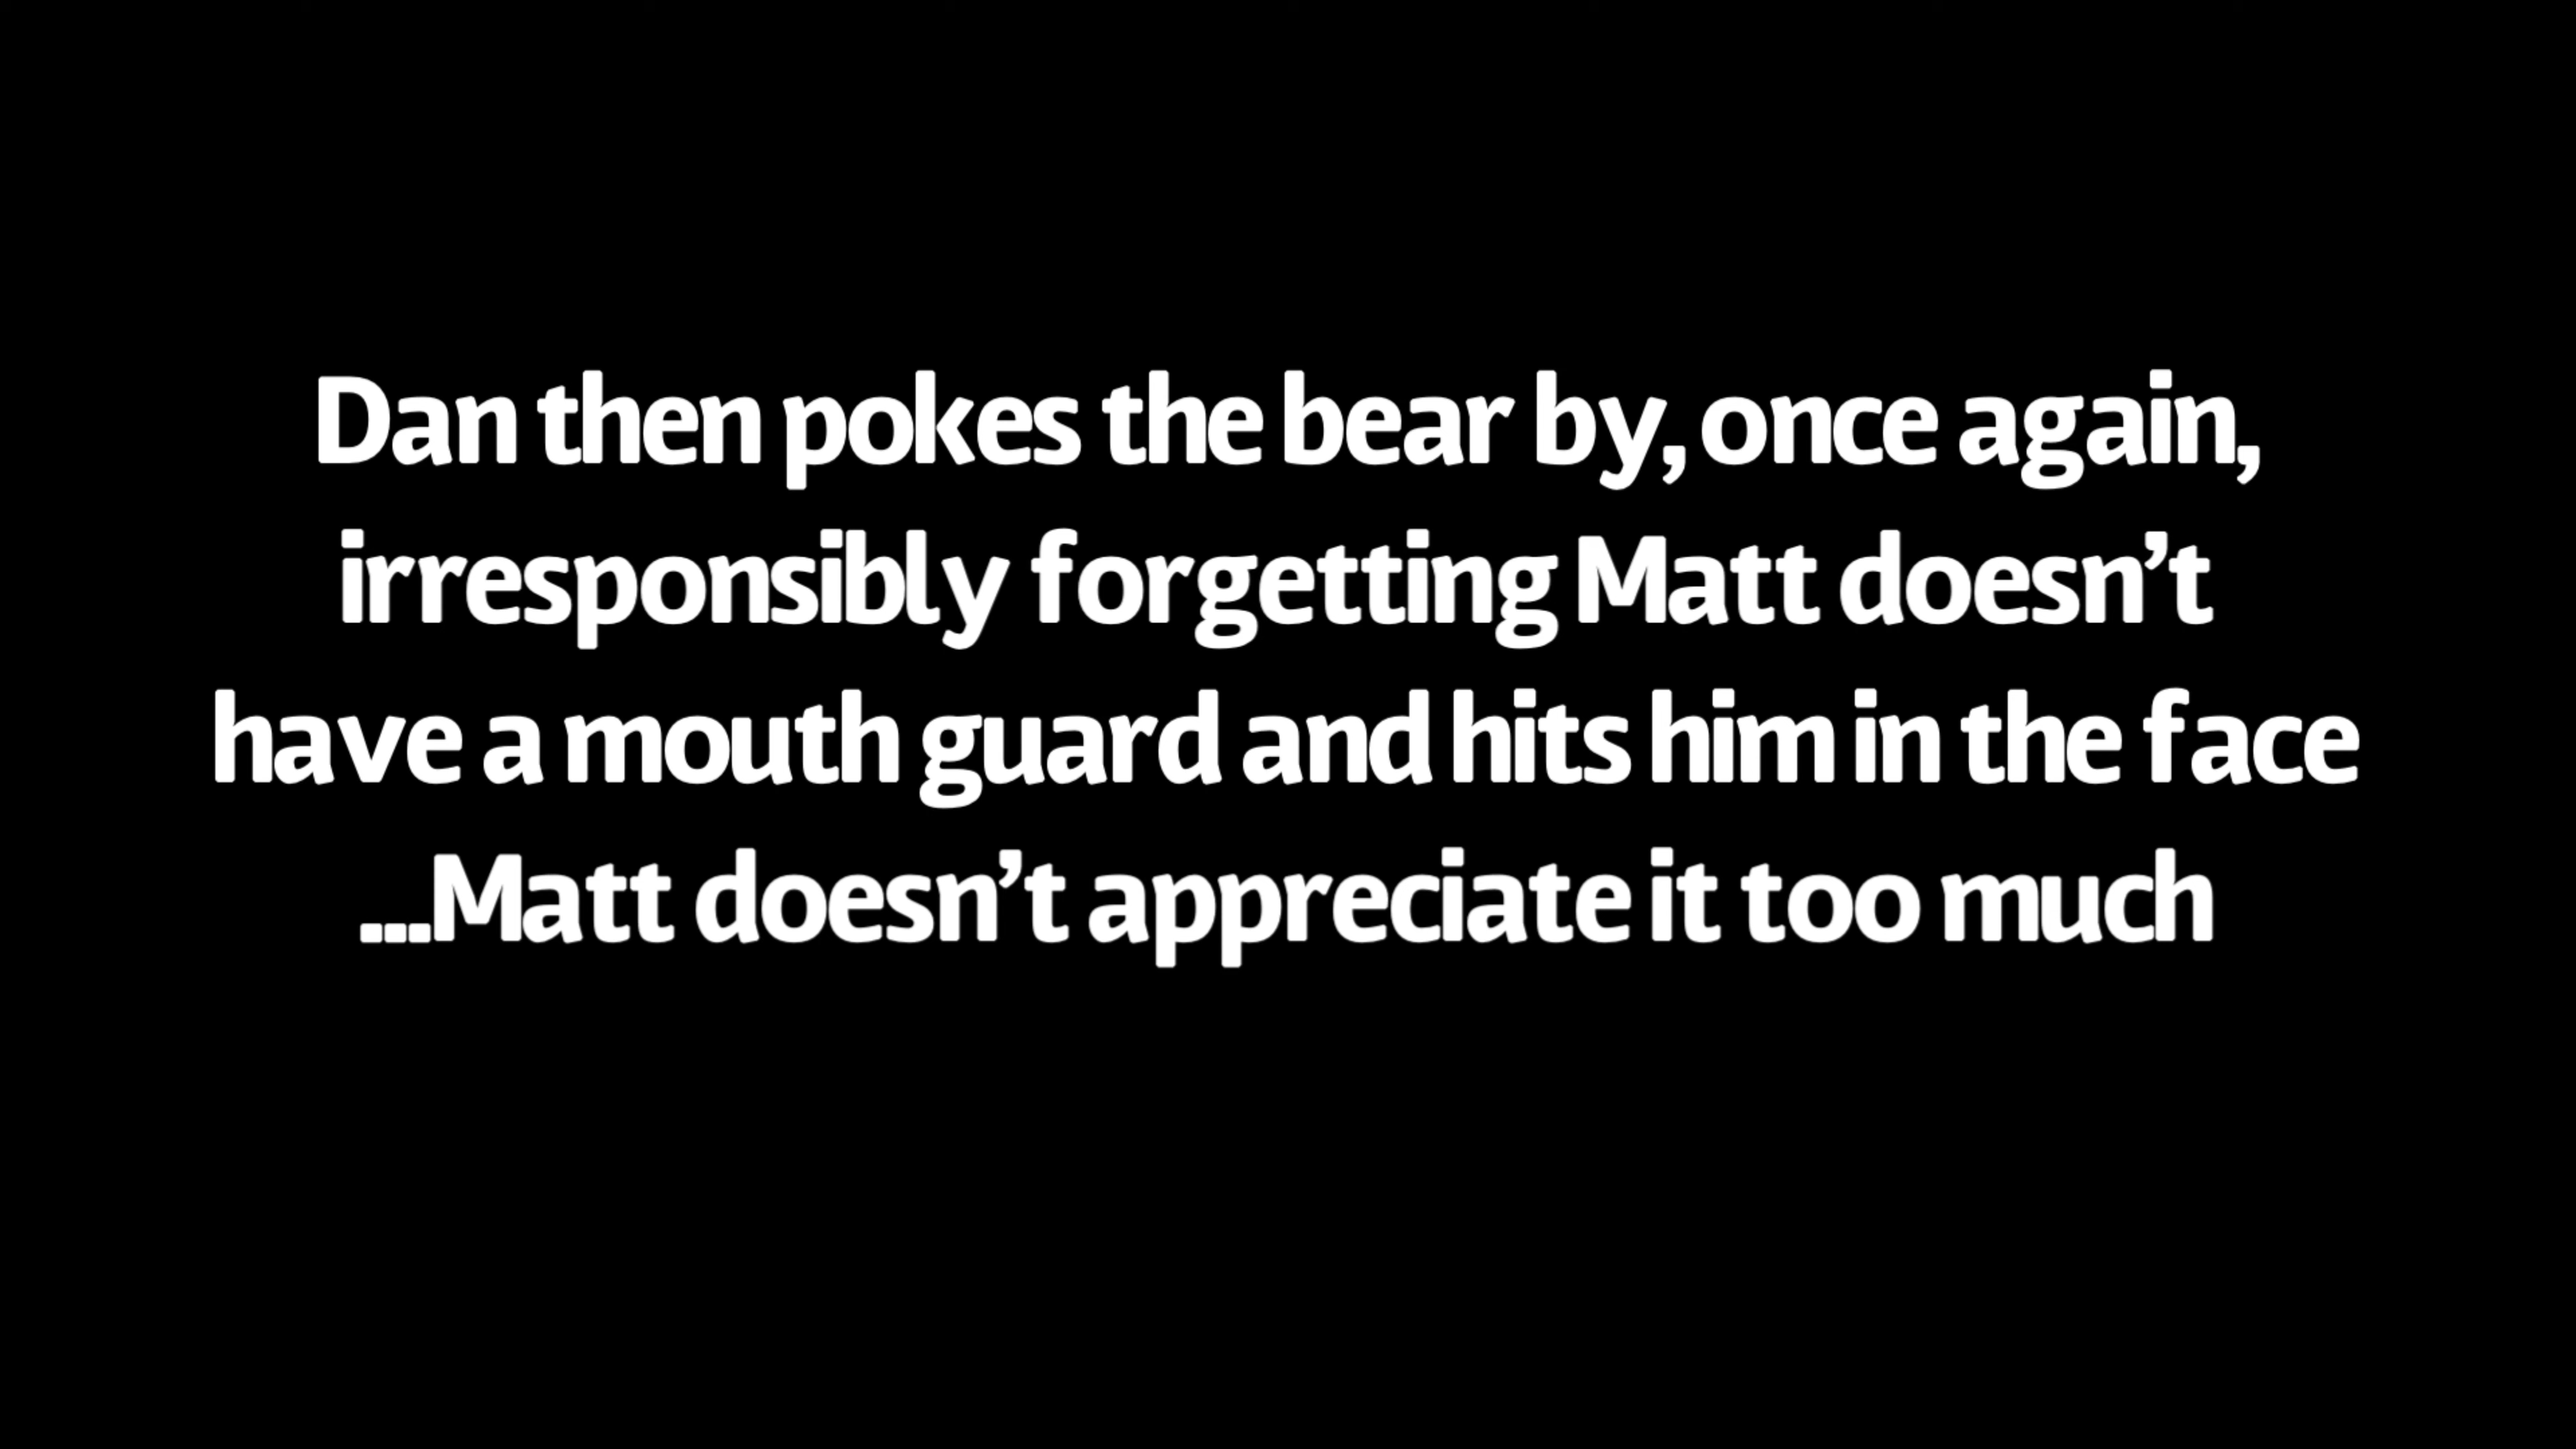 Dan then pokes the bear by, once again,
irresponsibly forgetting Matt doesn’t
have a mouth guard and hits him in the face
...Matt doesn’t appreciate it too much